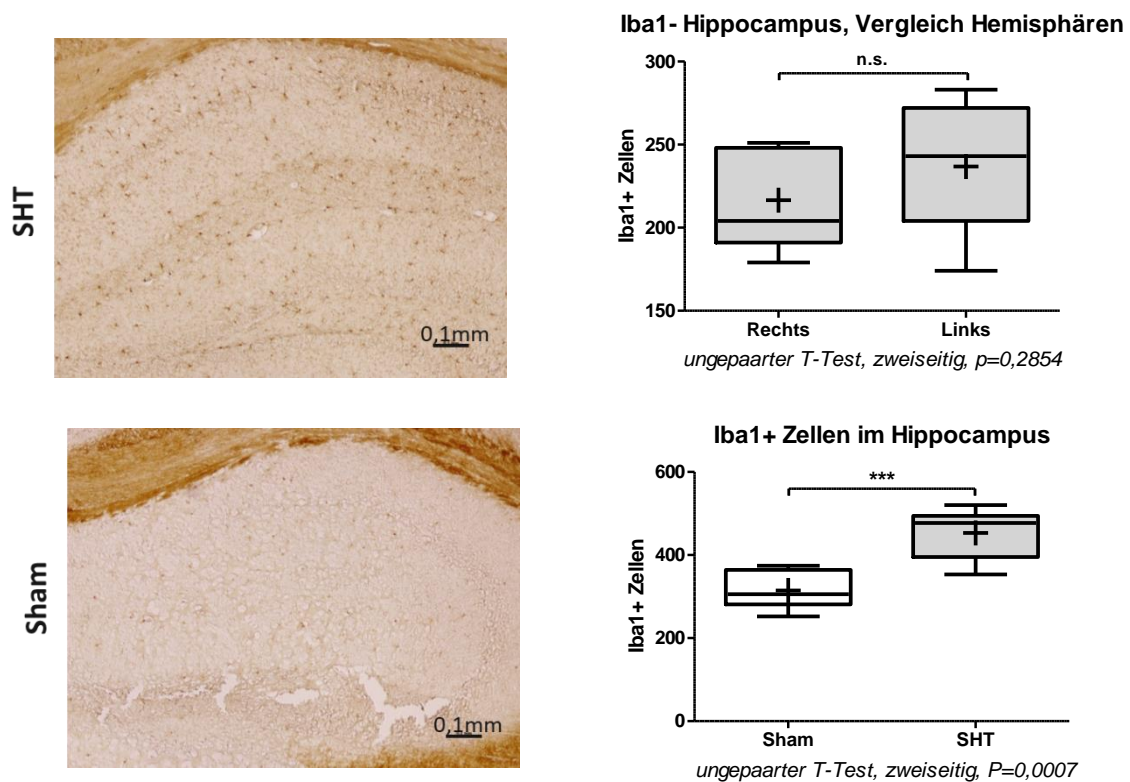 SHT
0,1mm
Iba1- Hippocampus, Vergleich Hemisphären
n.s.
300
250
200
150
Iba1+ Zellen
Rechts Links
ungepaarter T-Test, zweiseitig, p=0,2854
Sham
0,1mm
Iba1+ Zellen im Hippocampus
***
600
400
200
0
Iba1+ Zellen
Sham SHT
ungepaarter T-Test, zweiseitig, P=0,0007